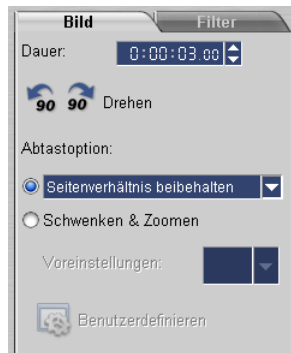 Bild Filter
Dauer: 0:00:03.00
90 90 Drehen
Abtastoption:
Seitenverhältnis beibehalten
Schwenken & Zoomen
Voreinstellungen:
Benutzerdefinieren